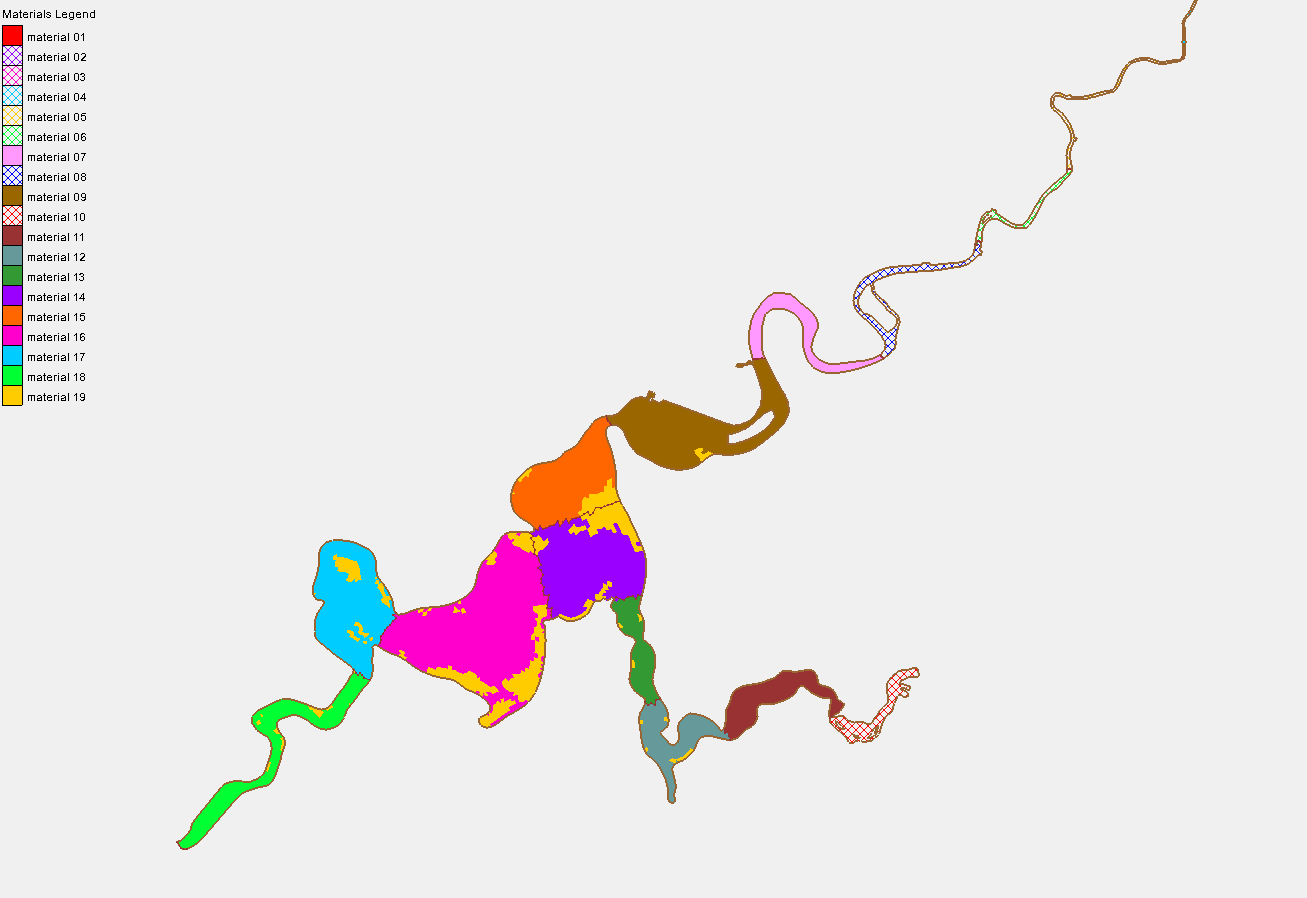 Materials Legend
material 01
material 02
material 03
material 04
material 05
material 06
material 07
material 08
material 09
material 10
material 11
material 12
material 13
material 14
material 15
material 16
material 17
material 18
material 19